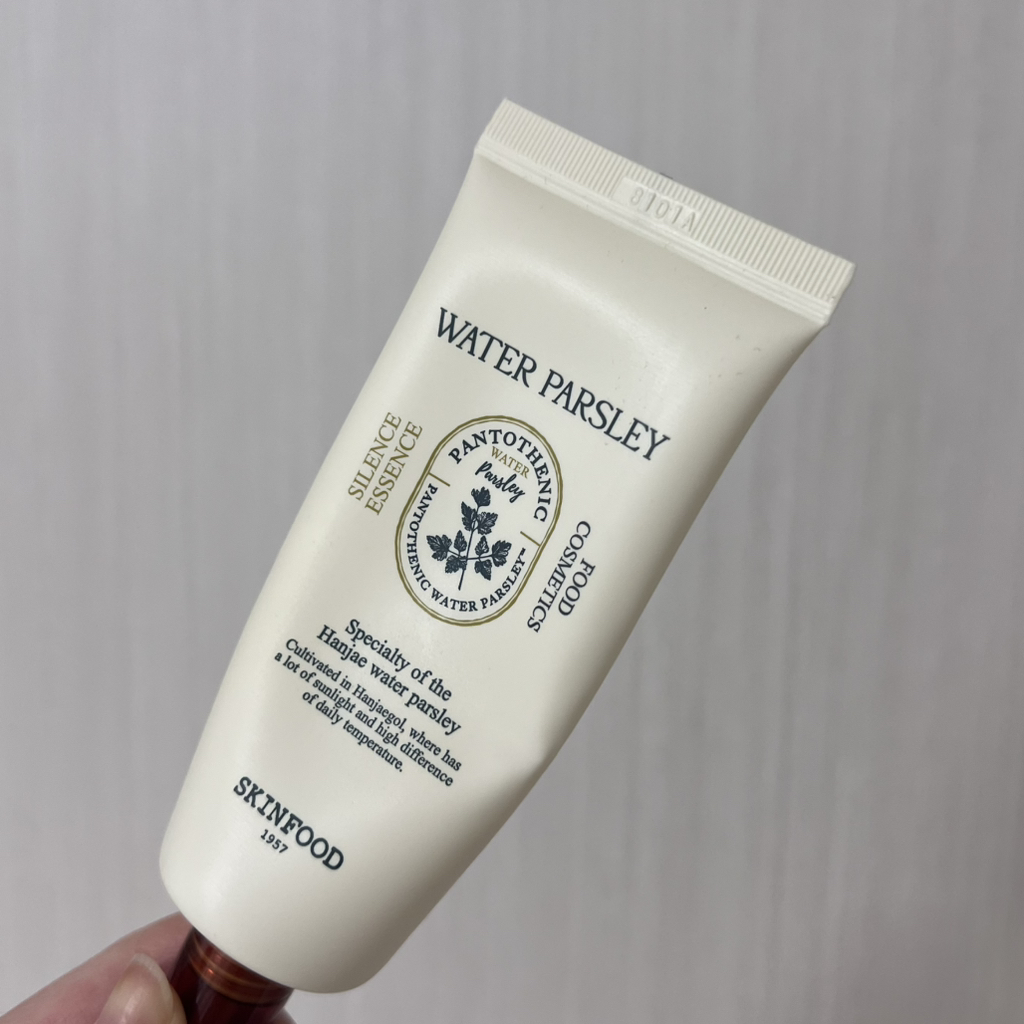 8101A
WATER PARSLEY
SILENCE
ESSENCE
PANTOTHENIC
WATER
Parsley
PANTOTHENIC WATER PARSLEY™
FOOD
COSMETICS
Specialty of the
Hanjae water parsley
Cultivated in Hanjaegol, where has
a lot of sunlight and high difference
of daily temperature.
SKINFOOD
1957